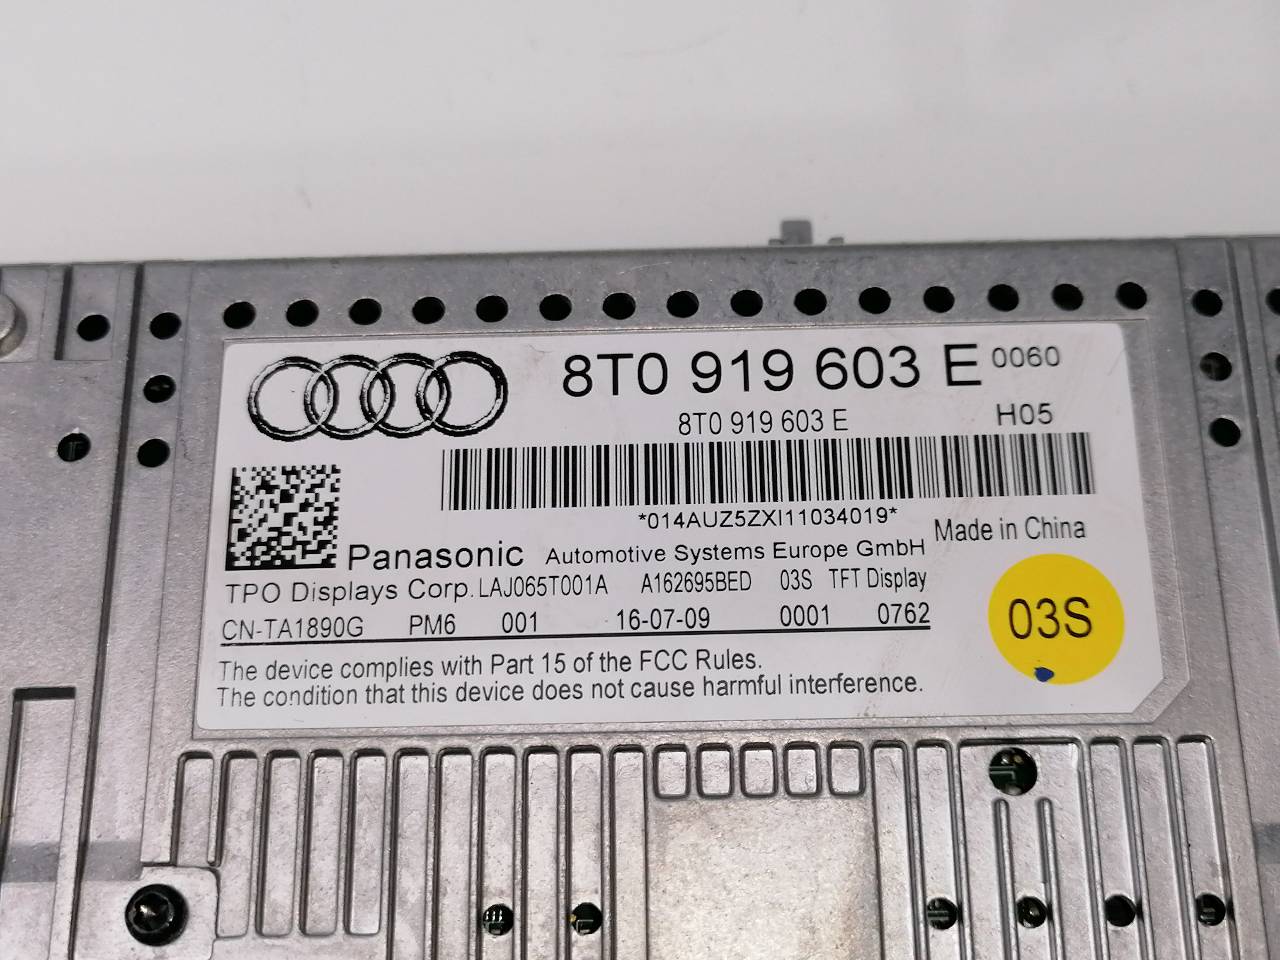 8T0 919 603 E 0060
8T0 919 603 E H05
*014AUZ5ZXI11034019*
Panasonic Automotive Systems Europe GmbH Made in China
TPO Displays Corp. LAJ065T001A A162695BED 03S TFT Display
CN-TA1890G PM6 001 16-07-09 0001 0762
03S
The device complies with Part 15 of the FCC Rules.
The condition that this device does not cause harmful interference.